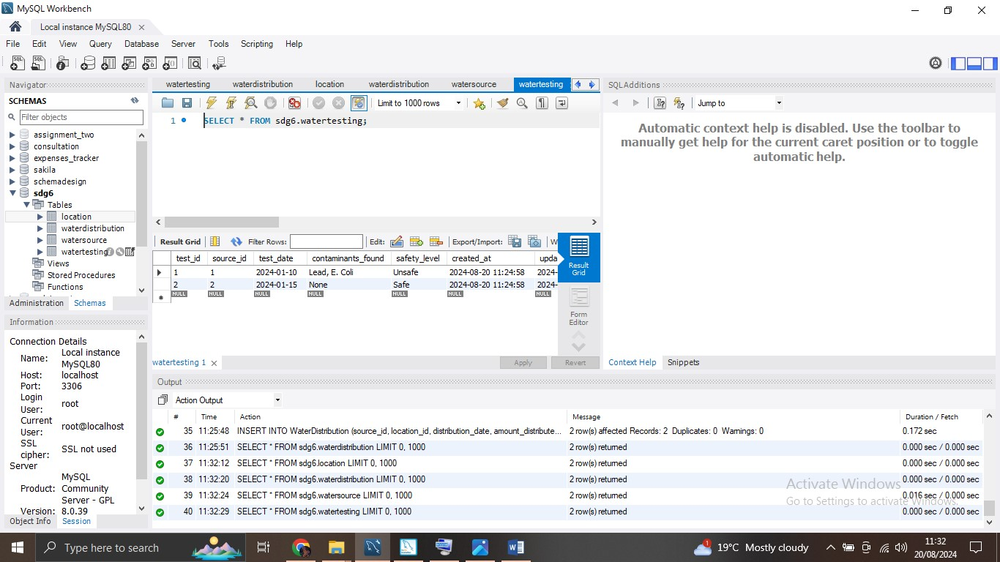 MySQL Workbench
Local instance MySQL80
File Edit View Query Database Server Tools Scripting Help
Navigator
SCHEMAS
Filter objects
assignment_two
consultation
expenses_tracker
sakila
schemadesign
sdg6
Tables
location
waterdistribution
watersource
watertesting
Views
Stored Procedures
Functions
Administration Schemas
Information
Connection Details
Name: Local instance MySQL80
Host: localhost
Port: 3306
Login User: root
Current User: root@localhost
SSL cipher: SSL not used
Server
Product: MySQL Community Server - GPL
Version: 8.0.39
Object Info Session
watertesting waterdistribution location waterdistribution watersource watertesting
Limit to 1000 rows
1 SELECT * FROM sdg6.watertesting;
Result Grid Filter Rows: Edit: Export/Import: W
test_id source_id test_date contaminants_found safety_level created_at upda
1 1 2024-01-10 Lead, E. Coli Unsafe 2024-08-20 11:24:58 2024-
2 2 2024-01-15 None Safe 2024-08-20 11:24:58 2024-
NULL NULL NULL NULL NULL NULL NULL
Result Grid
Form Editor
watertesting 1 Apply Revert
SQLAdditions
Jump to
Automatic context help is disabled. Use the toolbar to
manually get help for the current caret position or to toggle
automatic help.
Context Help Snippets
Output
Action Output
# Time Action Message Duration / Fetch
35 11:25:48 INSERT INTO WaterDistribution (source_id, location_id, distribution_date, amount_distribute... 2 row(s) affected Records: 2 Duplicates: 0 Warnings: 0 0.172 sec
36 11:25:51 SELECT * FROM sdg6.waterdistribution LIMIT 0, 1000 2 row(s) returned 0.000 sec / 0.000 sec
37 11:32:12 SELECT * FROM sdg6.location LIMIT 0, 1000 2 row(s) returned 0.000 sec / 0.000 sec
38 11:32:20 SELECT * FROM sdg6.waterdistribution LIMIT 0, 1000 2 row(s) returned 0.000 sec / 0.000 sec
39 11:32:24 SELECT * FROM sdg6.watersource LIMIT 0, 1000 2 row(s) returned 0.016 sec / 0.000 sec
40 11:32:29 SELECT * FROM sdg6.watertesting LIMIT 0, 1000 2 row(s) returned 0.000 sec / 0.000 sec
Activate Windows
Go to Settings to activate Windows.
Type here to search
19°C Mostly cloudy
11:32
20/08/2024